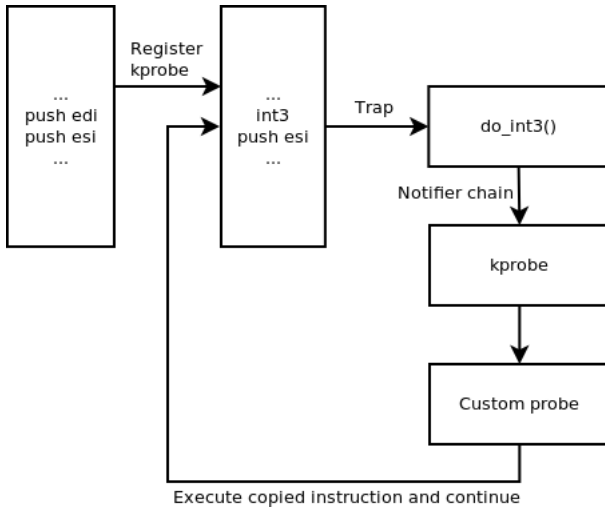 ...
push edi
push esi
...
Register
kprobe
...
int3
push esi
...
Trap
do_int3()
Notifier chain
kprobe
Custom probe
Execute copied instruction and continue